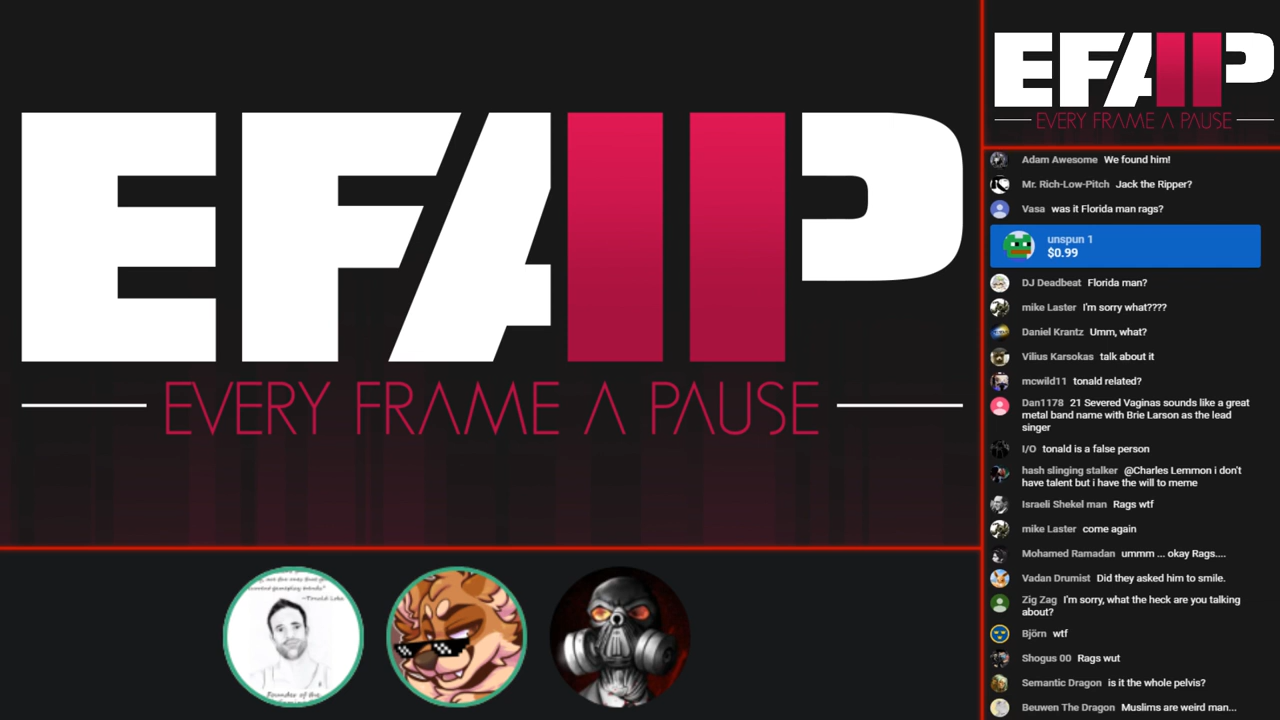 EFAP
EVERY FRAME A PAUSE
EFAP
EVERY FRAME A PAUSE
Adam Awesome We found him!
Mr. Rich-Low-Pitch Jack the Ripper?
Vasa was it Florida man rags?
unspun 1
$0.99
DJ Deadbeat Florida man?
mike Laster I'm sorry what????
Daniel Krantz Umm, what?
Vilius Karsokas talk about it
mcwild11 tonald related?
Dan1178 21 Severed Vaginas sounds like a great
metal band name with Brie Larson as the lead
singer
I/O tonald is a false person
hash slinging stalker @Charles Lemmon i don't
have talent but i have the will to meme
Israeli Shekel man Rags wtf
mike Laster come again
Mohamed Ramadan ummm ... okay Rags....
Vadan Drumist Did they asked him to smile.
Zig Zag I'm sorry, what the heck are you talking
about?
Björn wtf
Shogus 00 Rags wut
Semantic Dragon is it the whole pelvis?
Beuwen The Dragon Muslims are weird man...
Founder of the